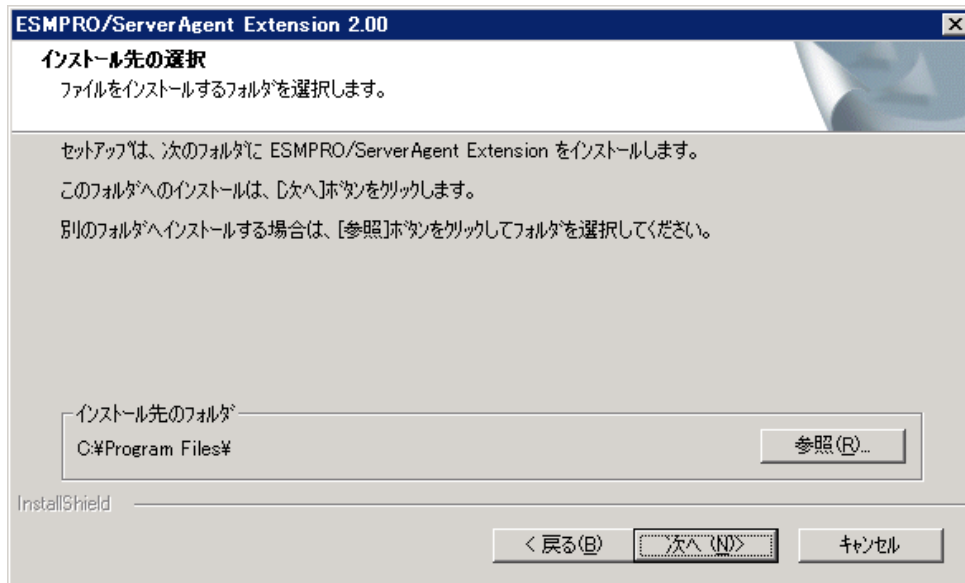 ESMPRO/ServerAgent Extension 2.00
インストール先の選択
ファイルをインストールするフォルダを選択します。
セットアップは、次のフォルダに ESMPRO/ServerAgent Extension をインストールします。
このフォルダへのインストールは、[次へ]ボタンをクリックします。
別のフォルダへインストールする場合は、[参照]ボタンをクリックしてフォルダを選択してください。
インストール先のフォルダ
C:¥Program Files¥
参照(R)...
InstallShield
< 戻る(B)
次へ (N)>
キャンセル